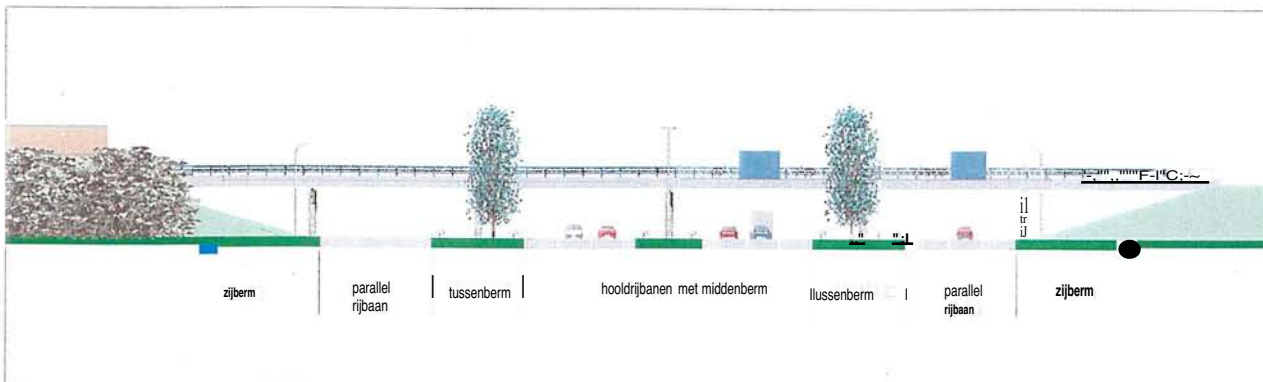 zijberm
parallel
rijbaan
tussenberm
hooldrijbanen met middenberm
llussenberm
parallel
rijbaan
zijberm